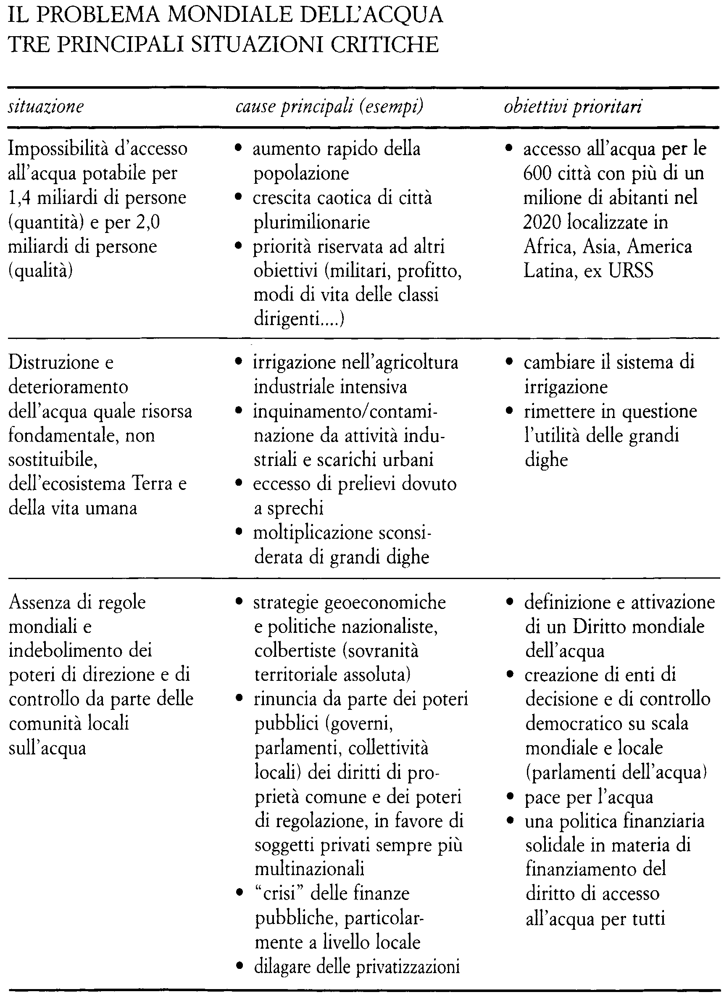 IL PROBLEMA MONDIALE DELL'ACQUA
TRE PRINCIPALI SITUAZIONI CRITICHE
situazione
cause principali (esempi)
obiettivi prioritari
Impossibilità d'accesso
all'acqua potabile per
1,4 miliardi di persone
(quantità) e per 2,0
miliardi di persone
(qualità)
• aumento rapido della
popolazione
• crescita caotica di città
plurimilionarie
• priorità riservata ad altri
obiettivi (militari, profitto,
modi di vita delle classi
dirigenti....)
• accesso all'acqua per le
600 città con più di un
milione di abitanti nel
2020 localizzate in
Africa, Asia, America
Latina, ex URSS
Distruzione e
deterioramento
dell'acqua quale risorsa
fondamentale, non
sostituibile,
dell'ecosistema Terra e
della vita umana
• irrigazione nell'agricoltura
industriale intensiva
• inquinamento/contami-
nazione da attività indu-
striali e scarichi urbani
• eccesso di prelievi dovuto
a sprechi
• moltiplicazione sconsi-
derata di grandi dighe
• cambiare il sistema di
irrigazione
• rimettere in questione
l'utilità delle grandi
dighe
Assenza di regole
mondiali e
indebolimento dei
poteri di direzione e di
controllo da parte delle
comunità locali
sull'acqua
• strategie geoeconomiche
e politiche nazionaliste,
colbertiste (sovranità
territoriale assoluta)
• rinuncia da parte dei poteri
pubblici (governi,
parlamenti, collettività
locali) dei diritti di pro-
prietà comune e dei poteri
di regolazione, in favore di
soggetti privati sempre più
multinazionali
• "crisi" delle finanze
pubbliche, particolar-
mente a livello locale
• dilagare delle privatizzazioni
• definizione e attivazione
di un Diritto mondiale
dell'acqua
• creazione di enti di
decisione e di controllo
democratico su scala
mondiale e locale
(parlamenti dell'acqua)
• pace per l'acqua
• una politica finanziaria
solidale in materia di
finanziamento del
diritto di accesso
all'acqua per tutti